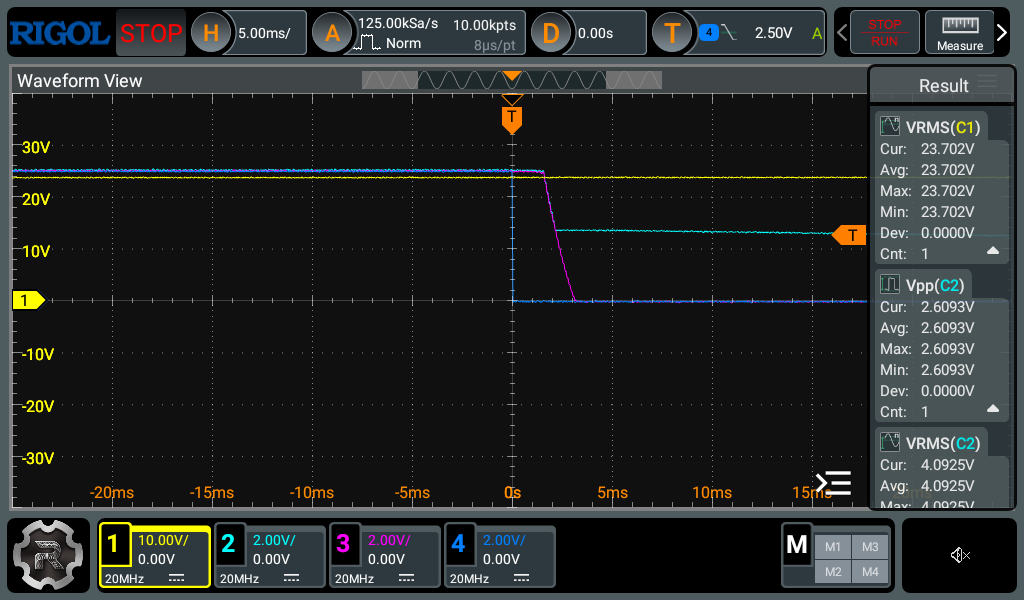 RIGOL STOP H 5.00ms/ A 125.00kSa/s 10.00kpts D 0.00s T 4 2.50V A STOP Measure
Norm 8µs/pt RUN
Waveform View
Result
T
30V
20V
10V
T
1
-10V
-20V
-30V
-20ms -15ms -10ms -5ms 0s 5ms 10ms 15ms
VRMS(C1)
Cur: 23.702V
Avg: 23.702V
Max: 23.702V
Min: 23.702V
Dev: 0.0000V
Cnt: 1
Vpp(C2)
Cur: 2.6093V
Avg: 2.6093V
Max: 2.6093V
Min: 2.6093V
Dev: 0.0000V
Cnt: 1
VRMS(C2)
Cur: 4.0925V
Avg: 4.0925V
Max: 4.0925V
1 10.00V/ 0.00V 20MHz
2 2.00V/ 0.00V 20MHz
3 2.00V/ 0.00V 20MHz
4 2.00V/ 0.00V 20MHz
M M1 M3
M2 M4
R